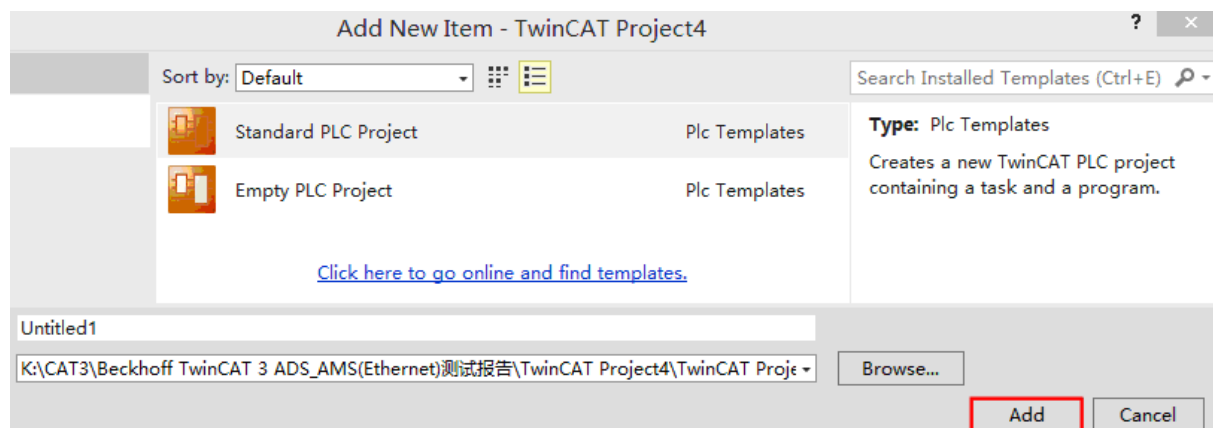 Add New Item - TwinCAT Project4 ? ×
Sort by: Default Search Installed Templates (Ctrl+E)
Standard PLC Project Plc Templates
Empty PLC Project Plc Templates
Click here to go online and find templates.
Type: Plc Templates
Creates a new TwinCAT PLC project
containing a task and a program.
Untitled1
K:\CAT3\Beckhoff TwinCAT 3 ADS_AMS(Ethernet)测试报告\TwinCAT Project4\TwinCAT Proje Browse...
Add Cancel